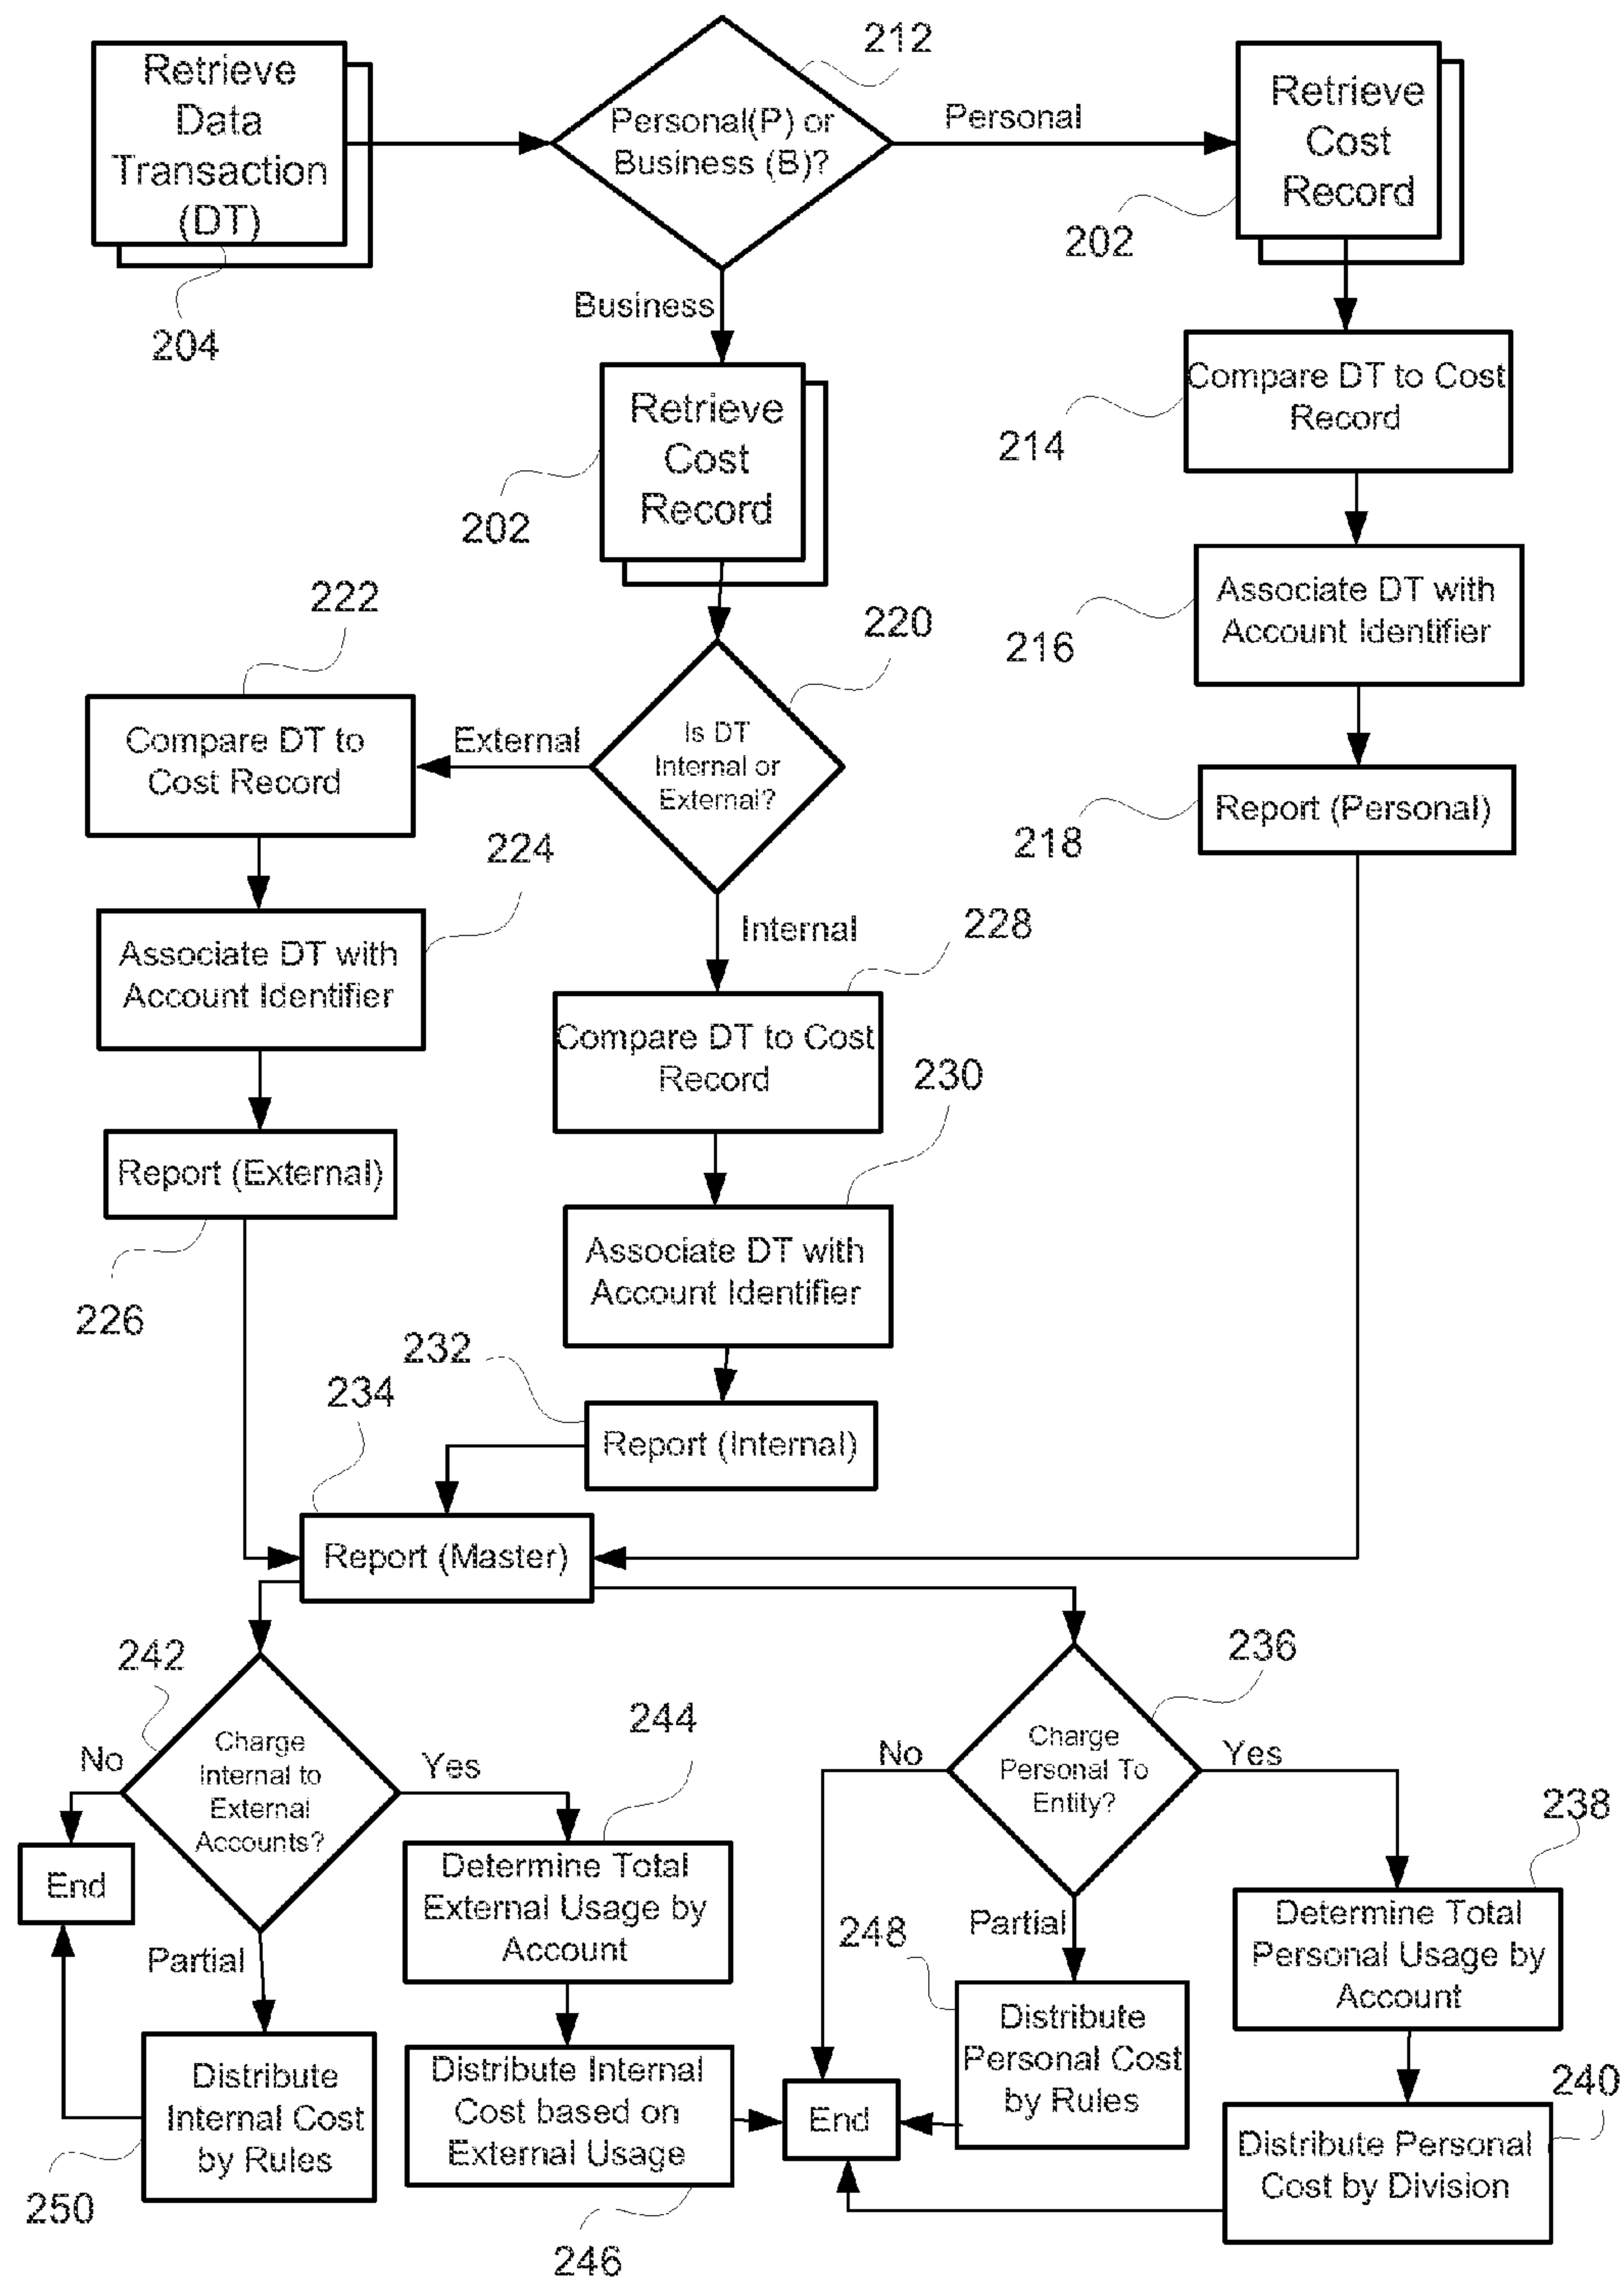 Retrieve
Data
Transaction
(DT)
204
212
Personal(P) or
Business (B)?
Personal
Business
Retrieve
Cost
Record
202
Compare DT to Cost
Record
214
Associate DT with
Account Identifier
216
Report (Personal)
218
Retrieve
Cost
Record
202
220
Is DT
Internal or
External?
External
Internal
222
Compare DT to
Cost Record
224
Associate DT with
Account Identifier
Report (External)
226
228
Compare DT to Cost
Record
230
Associate DT with
Account Identifier
232
Report (Internal)
234
Report (Master)
242
Charge
Internal to
External
Accounts?
No
Yes
Partial
End
Distribute
Internal Cost
by Rules
250
244
Determine Total
External Usage by
Account
Distribute Internal
Cost based on
External Usage
246
236
Charge
Personal To
Entity?
No
Yes
Partial
248
Distribute
Personal Cost
by Rules
End
238
Determine Total
Personal Usage by
Account
240
Distribute Personal
Cost by Division